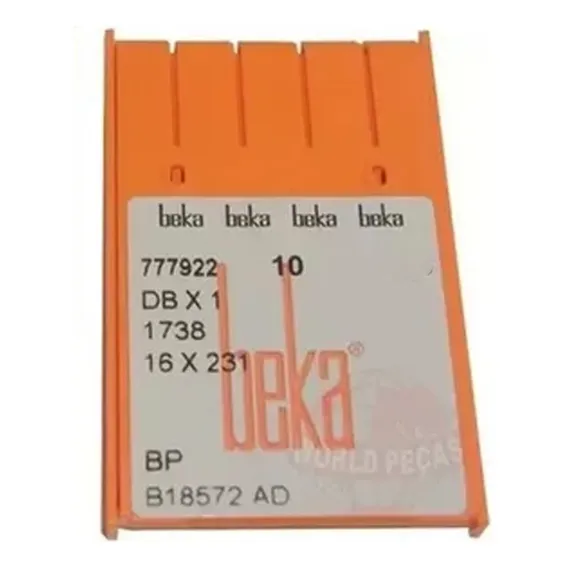 beka beka beka beka
777922 10
DB X 1
1738
16 X 231
beka®
WORLD PEÇAS
BP
B18572 AD